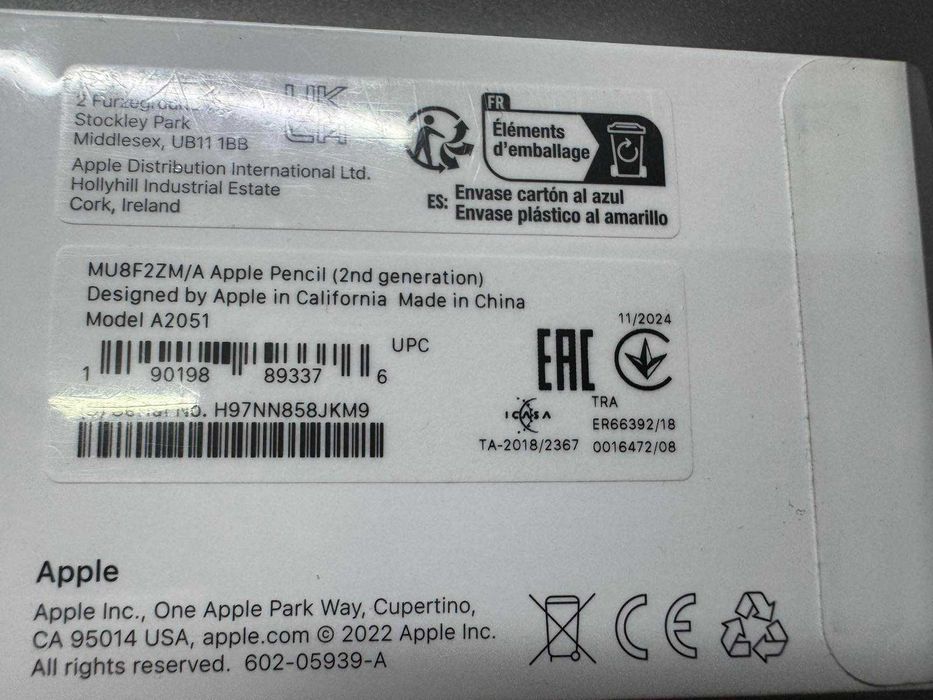 2
Stockley Park
Middlesex, UB11 1BB
Apple Distribution International Ltd.
Hollyhill Industrial Estate
Cork, Ireland
UK
CA
FR
Éléments
d'emballage
ES: Envase cartón al azul
Envase plástico al amarillo
MU8F2ZM/A Apple Pencil (2nd generation)
Designed by Apple in California Made in China
Model A2051
UPC
1 90198 89337 6
Serial No. H97NN858JKM9
EAC
11/2024
ICASA
TA-2018/2367
TRA
ER66392/18
0016472/08
Apple
Apple Inc., One Apple Park Way, Cupertino,
CA 95014 USA, apple.com © 2022 Apple Inc.
All rights reserved. 602-05939-A
CE